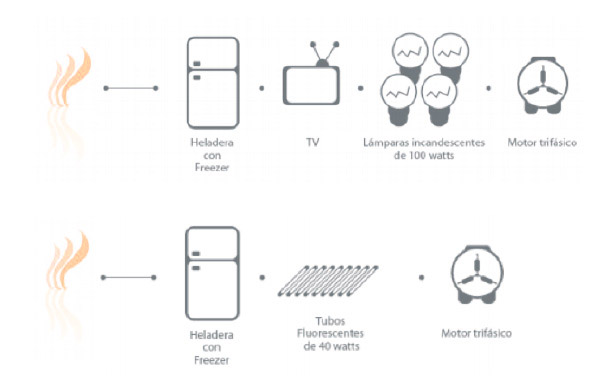 Heladera
con
Freezer
TV
Lámparas incandescentes
de 100 watts
Motor trifásico
Heladera
con
Freezer
Tubos
Fluorescentes
de 40 watts
Motor trifásico